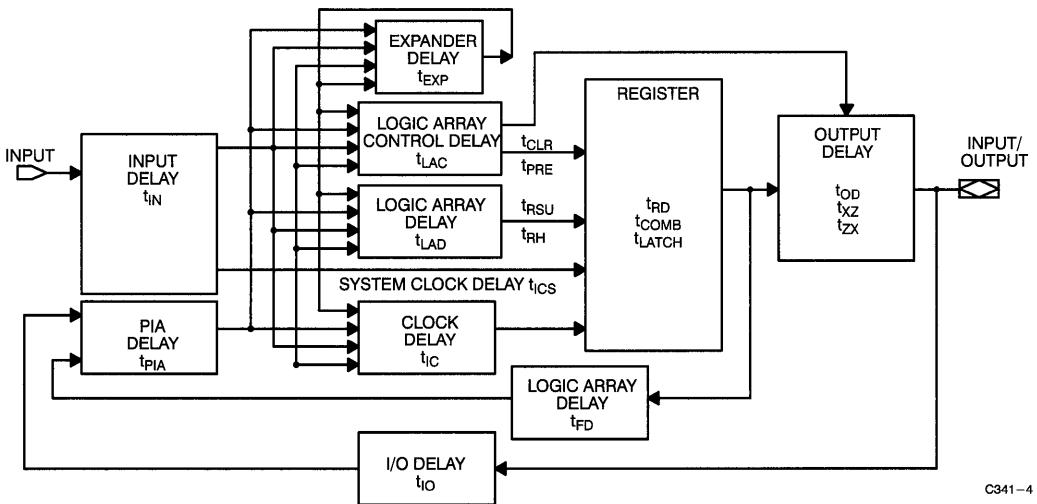 EXPANDER
DELAY
tEXP
REGISTER
LOGIC ARRAY
CONTROL DELAY
tLAC
tCLR
tPRE
OUTPUT
DELAY
tOD
tXZ
tZX
INPUT/
OUTPUT
INPUT
INPUT
DELAY
tIN
LOGIC ARRAY
DELAY
tLAD
tRSU
tRH
tRD
tCOMB
tLATCH
SYSTEM CLOCK DELAY tICS
PIA
DELAY
tPIA
CLOCK
DELAY
tIC
LOGIC ARRAY
DELAY
tFD
I/O DELAY
tIO
C341–4